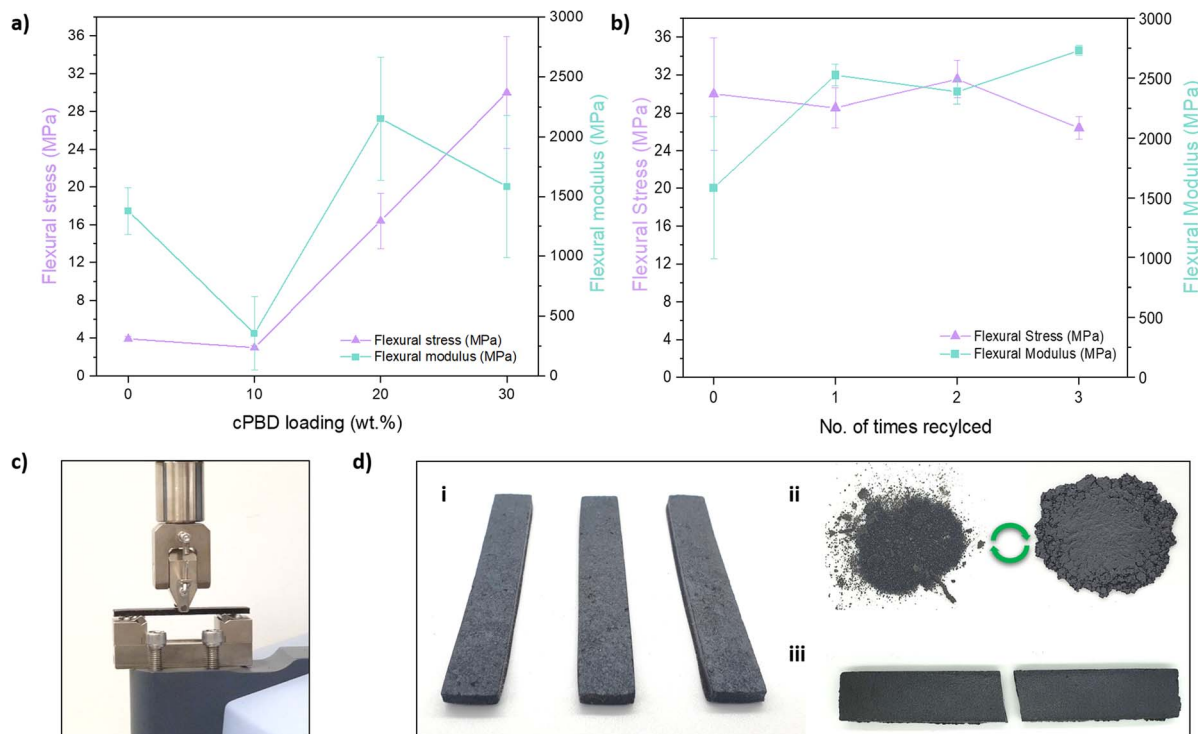 a)
Flexural stress (MPa)
36
32
28
24
20
16
12
8
4
0
3000
2500
2000
1500
1000
500
0
Flexural modulus (MPa)
Flexural stress (MPa)
Flexural modulus (MPa)
0 10 20 30
cPBD loading (wt.%)
b)
Flexural Stress (MPa)
36
32
28
24
20
16
12
8
4
0
3000
2500
2000
1500
1000
500
0
Flexural Modulus (MPa)
Flexural Stress (MPa)
Flexural Modulus (MPa)
0 1 2 3
No. of times recylced
c)
d)
i
ii
iii